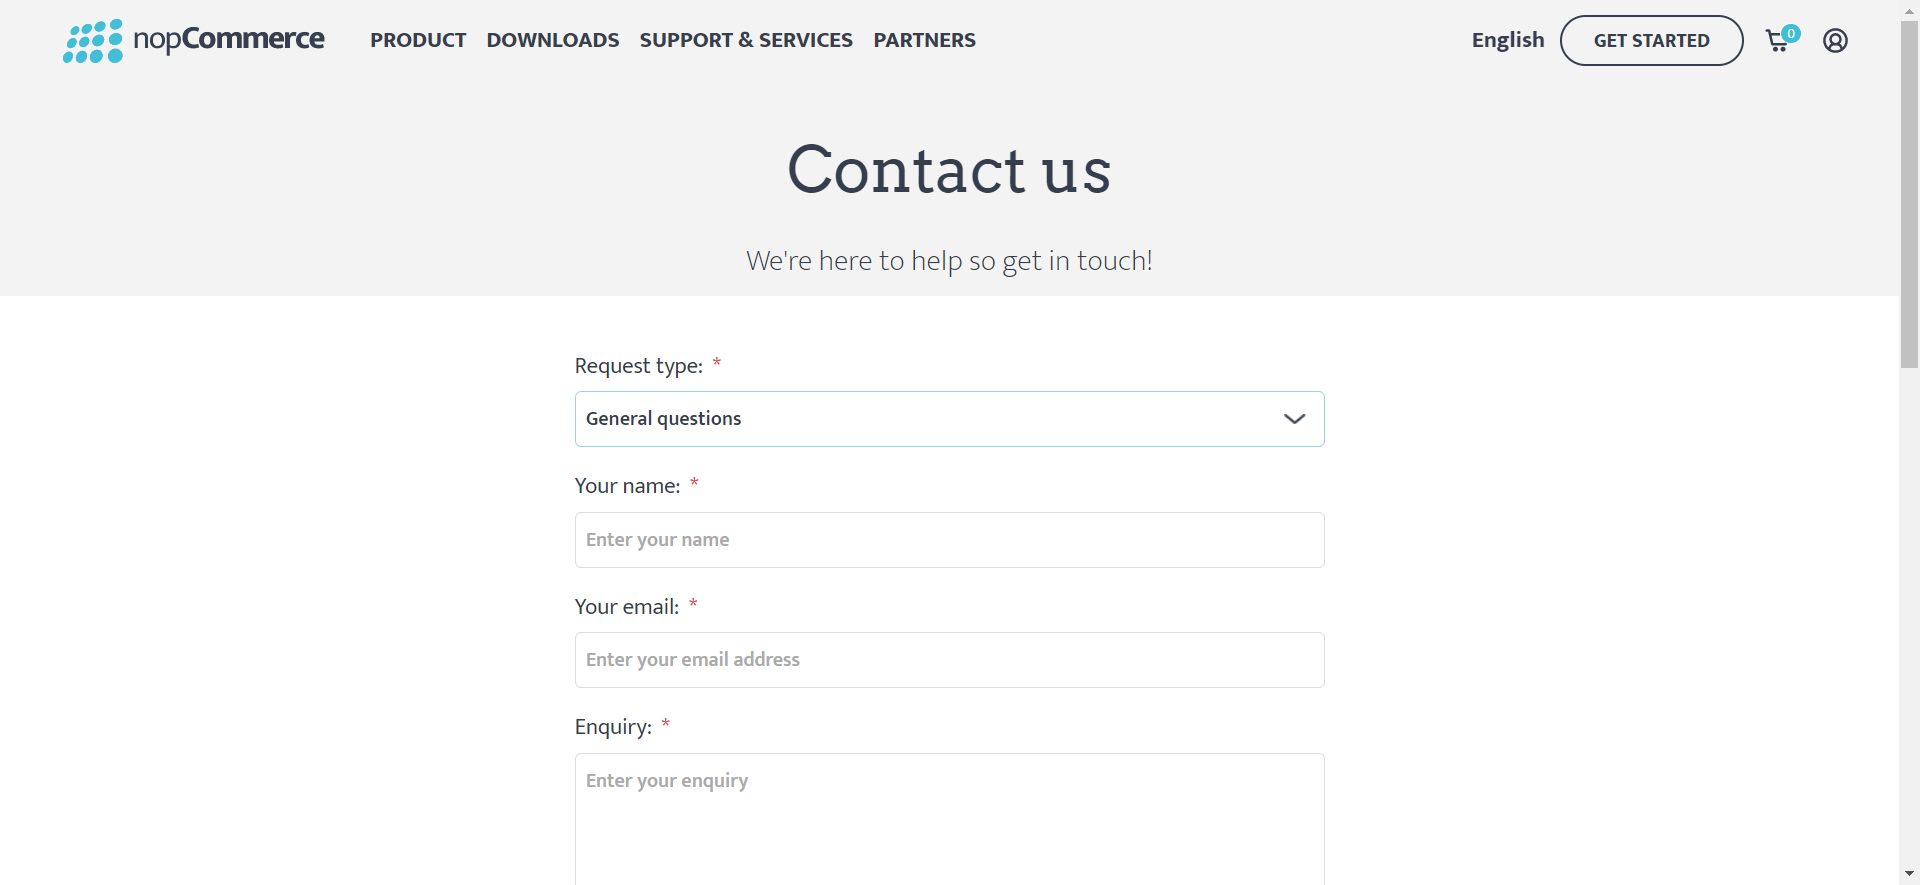 nopCommerce PRODUCT DOWNLOADS SUPPORT & SERVICES PARTNERS English GET STARTED 0
Contact us
We're here to help so get in touch!
Request type: *
General questions
Your name: *
Enter your name
Your email: *
Enter your email address
Enquiry: *
Enter your enquiry